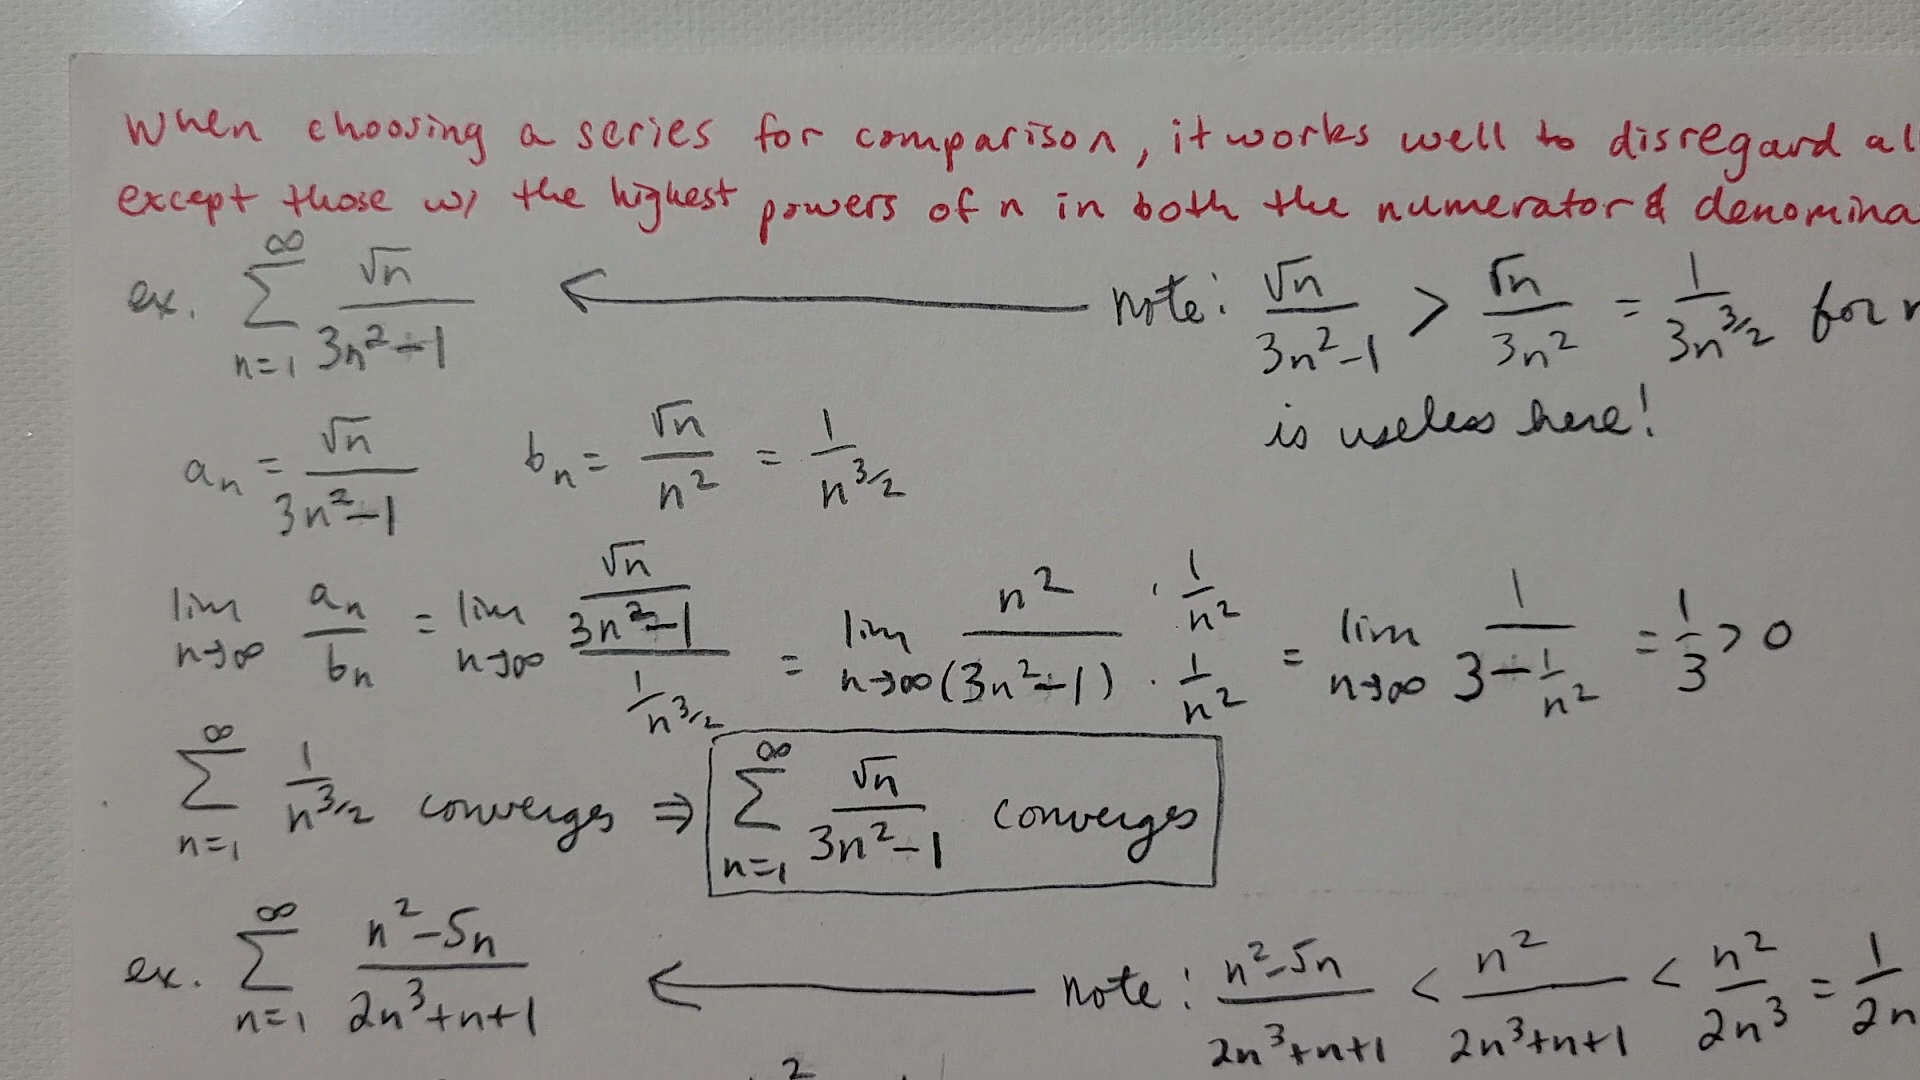 When choosing a series for comparison, it works well to disregard al
except those w/ the highest powers of n in both the numerator & denomina
ex. ∑_{n=1}^{∞} √n/(3n²-1) ← note: √n/(3n²-1) > √n/(3n²) = 1/(3n^{3/2}) for
is useless here!
a_n = √n/(3n²-1) b_n = √n/n² = 1/n^{3/2}
lim_{n→∞} a_n/b_n = lim_{n→∞} (√n/(3n²-1))/(1/n^{3/2}) = lim_{n→∞} (n² · 1/n²)/((3n²-1) · 1/n²) = lim_{n→∞} 1/(3-1/n²) = 1/3 > 0
∑_{n=1}^{∞} 1/n^{3/2} converges ⇒ ∑_{n=1}^{∞} √n/(3n²-1) converges
ex. ∑_{n=1}^{∞} (n²-5n)/(2n³+n+1) ← note: (n²-5n)/(2n³+n+1) < n²/(2n³+n+1) < n²/(2n³) = 1/(2n